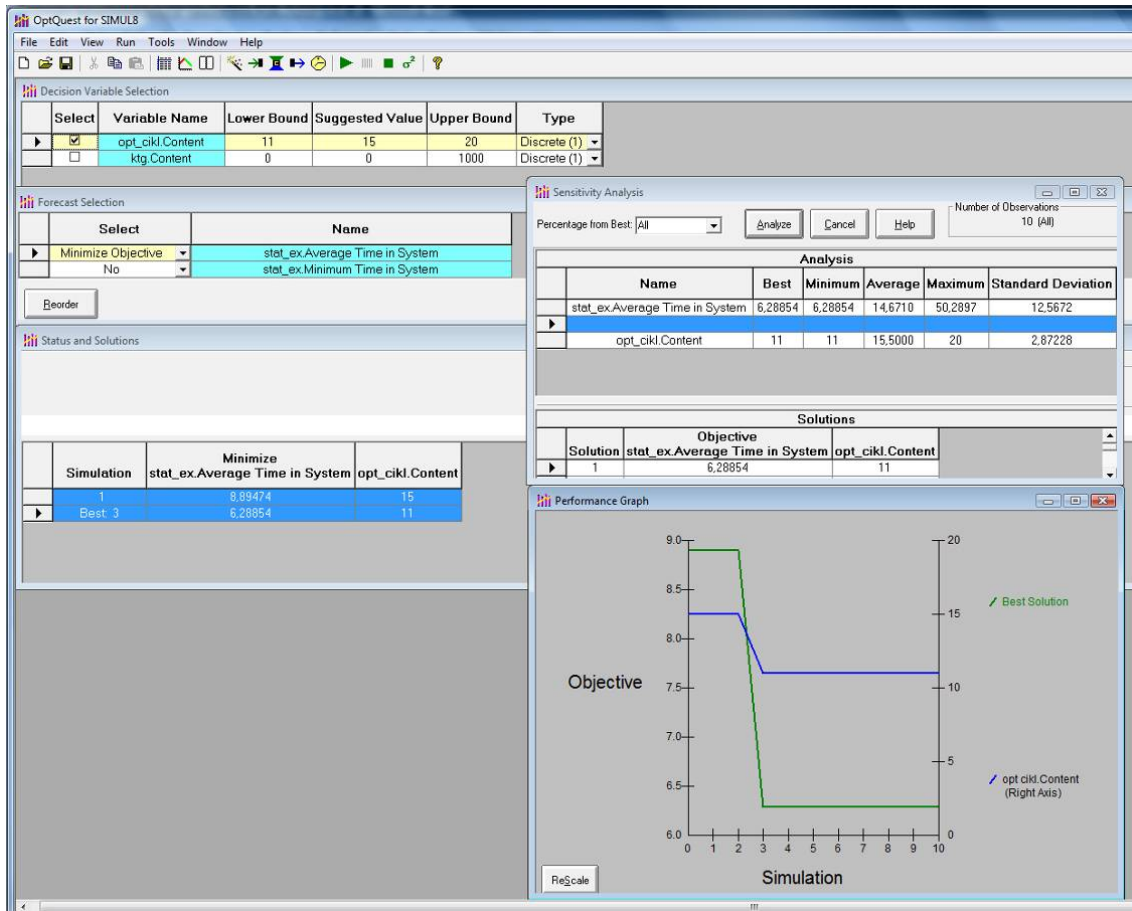 OptQuest for SIMUL8
File Edit View Run Tools Window Help
Decision Variable Selection
Select Variable Name Lower Bound Suggested Value Upper Bound Type
opt_cikl.Content 11 15 20 Discrete (1)
ktg.Content 0 0 1000 Discrete (1)
Forecast Selection
Select Name
Minimize Objective stat_ex.Average Time in System
No stat_ex.Minimum Time in System
Reorder
Status and Solutions
Minimize
Simulation stat_ex.Average Time in System opt_cikl.Content
1 8,89474 15
Best: 3 6,28854 11
Sensitivity Analysis
Percentage from Best: All Analyze Cancel Help
Number of Observations
10 (All)
Analysis
Name Best Minimum Average Maximum Standard Deviation
stat_ex.Average Time in System 6,28854 6,28854 14,6710 50,2897 12,5672
opt_cikl.Content 11 11 15,5000 20 2,87228
Solutions
Objective
Solution stat_ex.Average Time in System opt_cikl.Content
1 6,28854 11
Performance Graph
9.0 20
8.5
Best Solution
8.0 15
Objective
7.5 10
7.0
6.5 5
opt cikl.Content
(Right Axis)
6.0 0
0 1 2 3 4 5 6 7 8 9 10
Simulation
ReScale